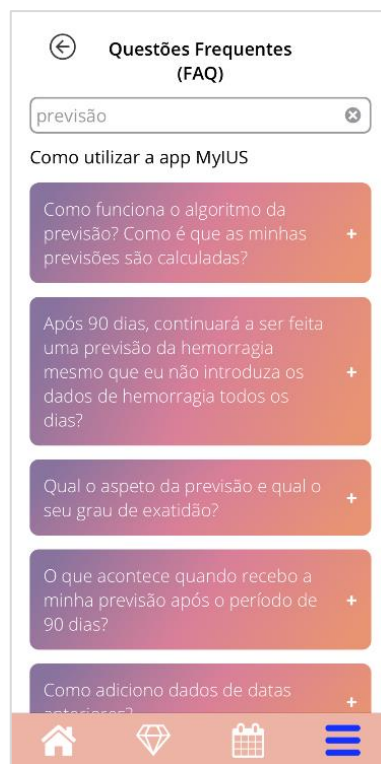 Questões Frequentes
(FAQ)
previsão
Como utilizar a app MyIUS
Como funciona o algoritmo da
previsão? Como é que as minhas
previsões são calculadas?
+
Após 90 dias, continuará a ser feita
uma previsão da hemorragia
mesmo que eu não introduza os
dados de hemorragia todos os
dias?
+
Qual o aspeto da previsão e qual o
seu grau de exatidão?
+
O que acontece quando recebo a
minha previsão após o período de
90 dias?
+
Como adiciono dados de datas
anteriores?
+